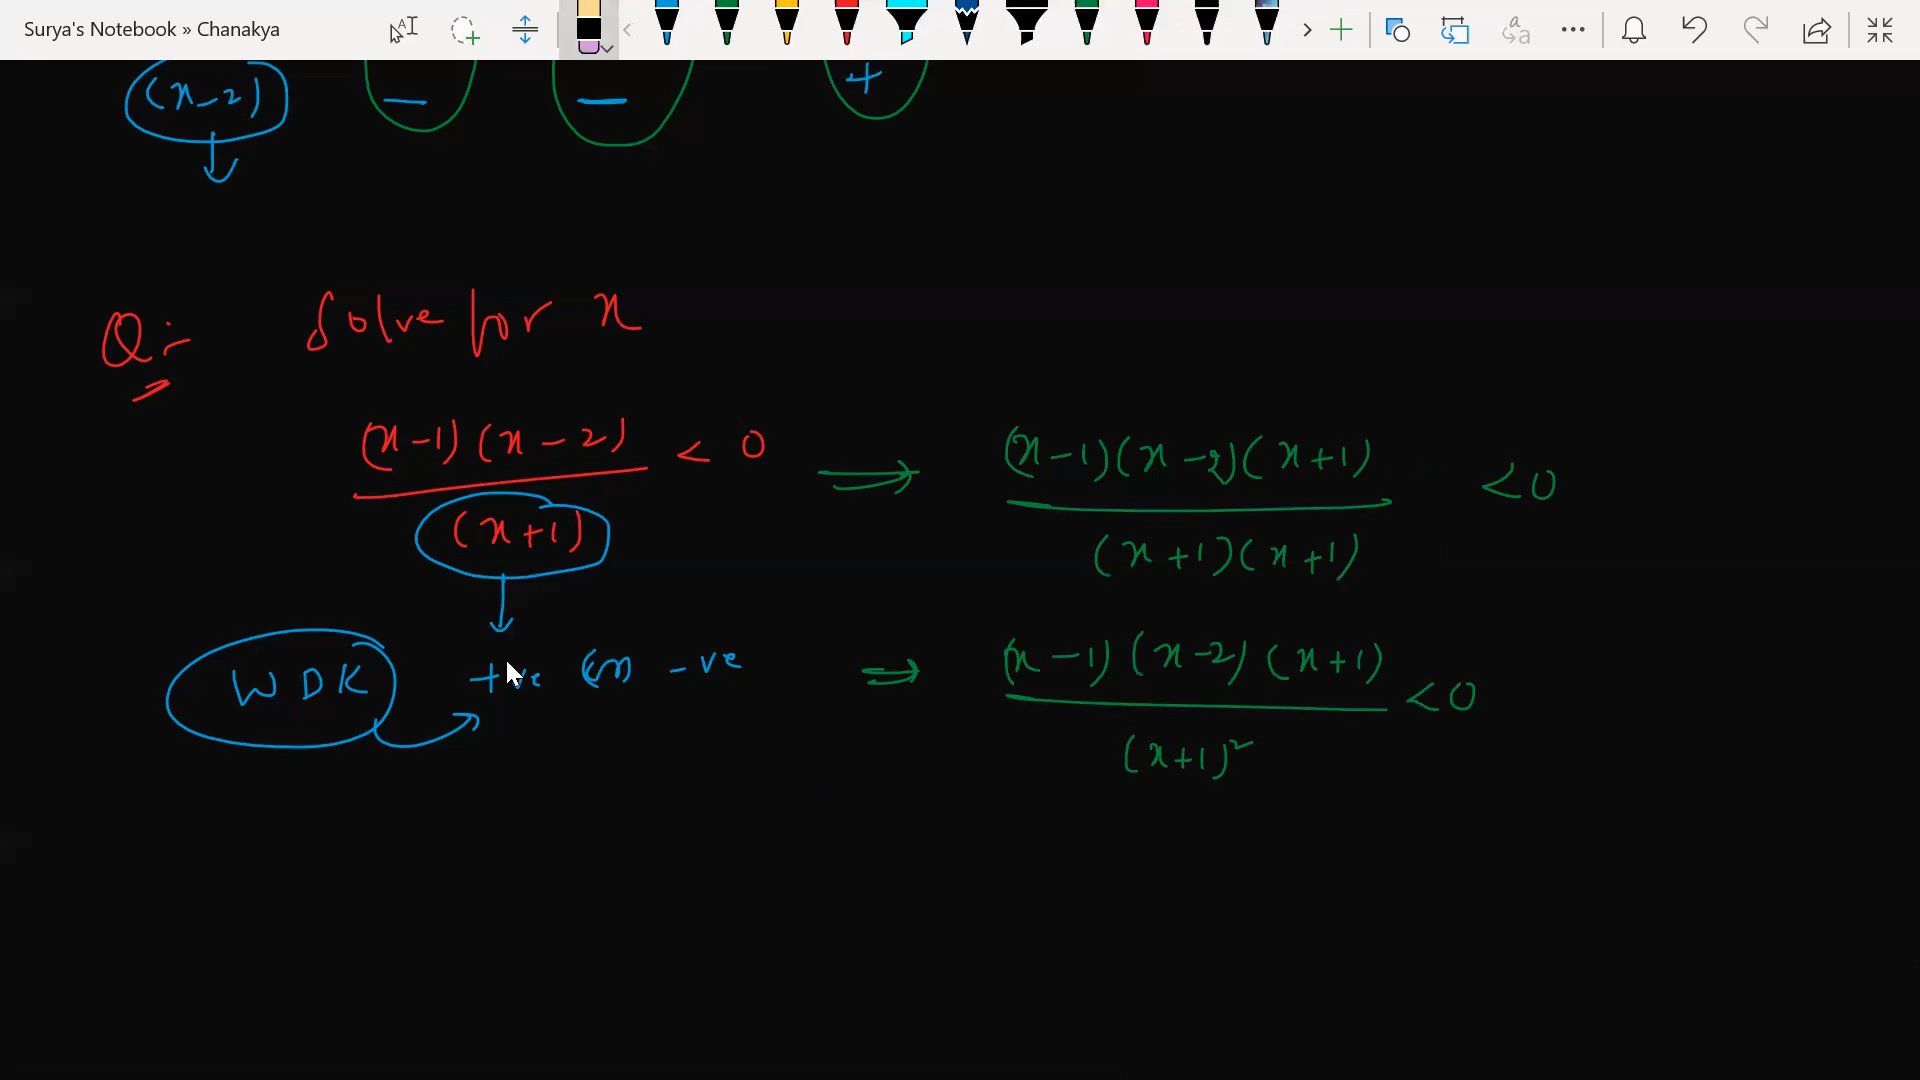 Surya's Notebook » Chanakya
(x-2) — — +
Q:- Solve for x
(x-1)(x-2) / (x+1) < 0 ⟹ (x-1)(x-2)(x+1) / (x+1)(x+1) < 0
WDK +ve (or) -ve ⇒ (x-1)(x-2)(x+1) / (x+1)² < 0